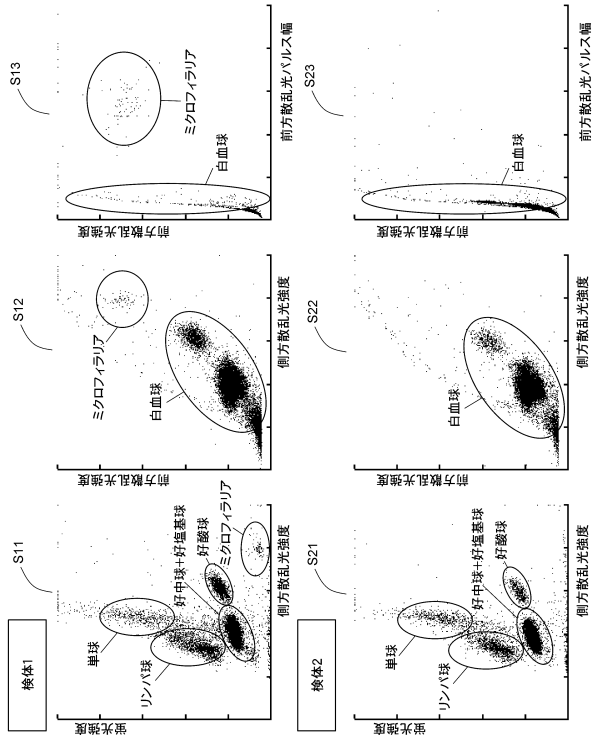 検体1
S11
蛍光強度
単球
リンパ球
好中球+好塩基球
好酸球
ミクロフィラリア
側方散乱光強度
S12
前方散乱光強度
ミクロフィラリア
白血球
側方散乱光強度
S13
前方散乱光強度
ミクロフィラリア
白血球
前方散乱光パルス幅
検体2
S21
蛍光強度
単球
リンパ球
好中球+好塩基球
好酸球
側方散乱光強度
S22
前方散乱光強度
白血球
側方散乱光強度
S23
前方散乱光強度
白血球
前方散乱光パルス幅